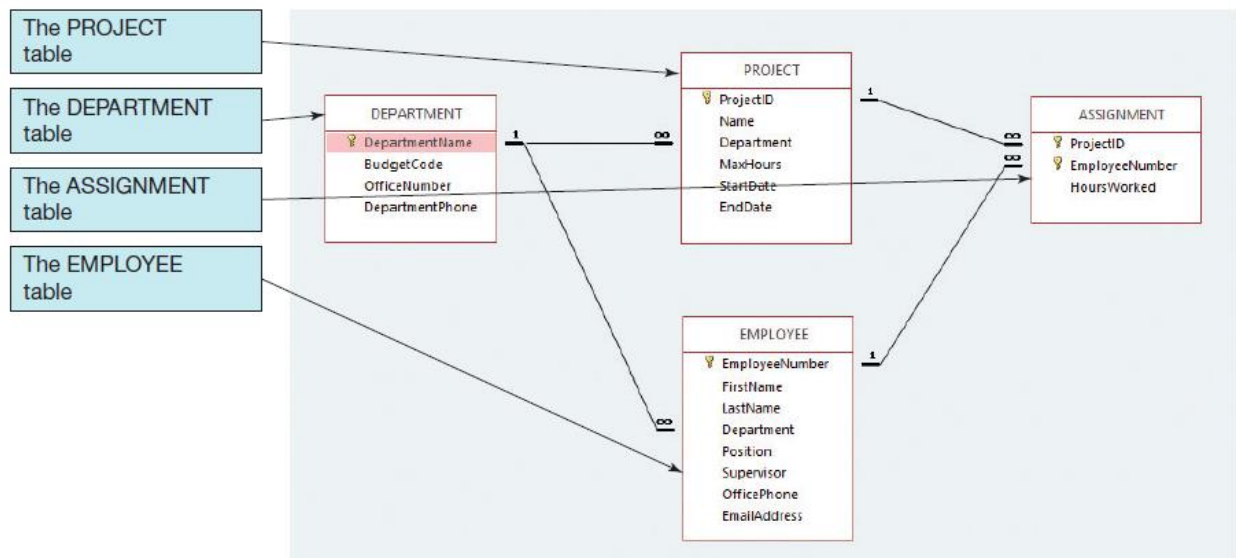 The PROJECT
table
The DEPARTMENT
table
The ASSIGNMENT
table
The EMPLOYEE
table
DEPARTMENT
DepartmentName
BudgetCode
OfficeNumber
DepartmentPhone
1
∞
PROJECT
ProjectID
Name
Department
MaxHours
StartDate
EndDate
1
∞
∞
ASSIGNMENT
ProjectID
EmployeeNumber
HoursWorked
∞
EMPLOYEE
EmployeeNumber
FirstName
LastName
Department
Position
Supervisor
OfficePhone
EmailAddress
1